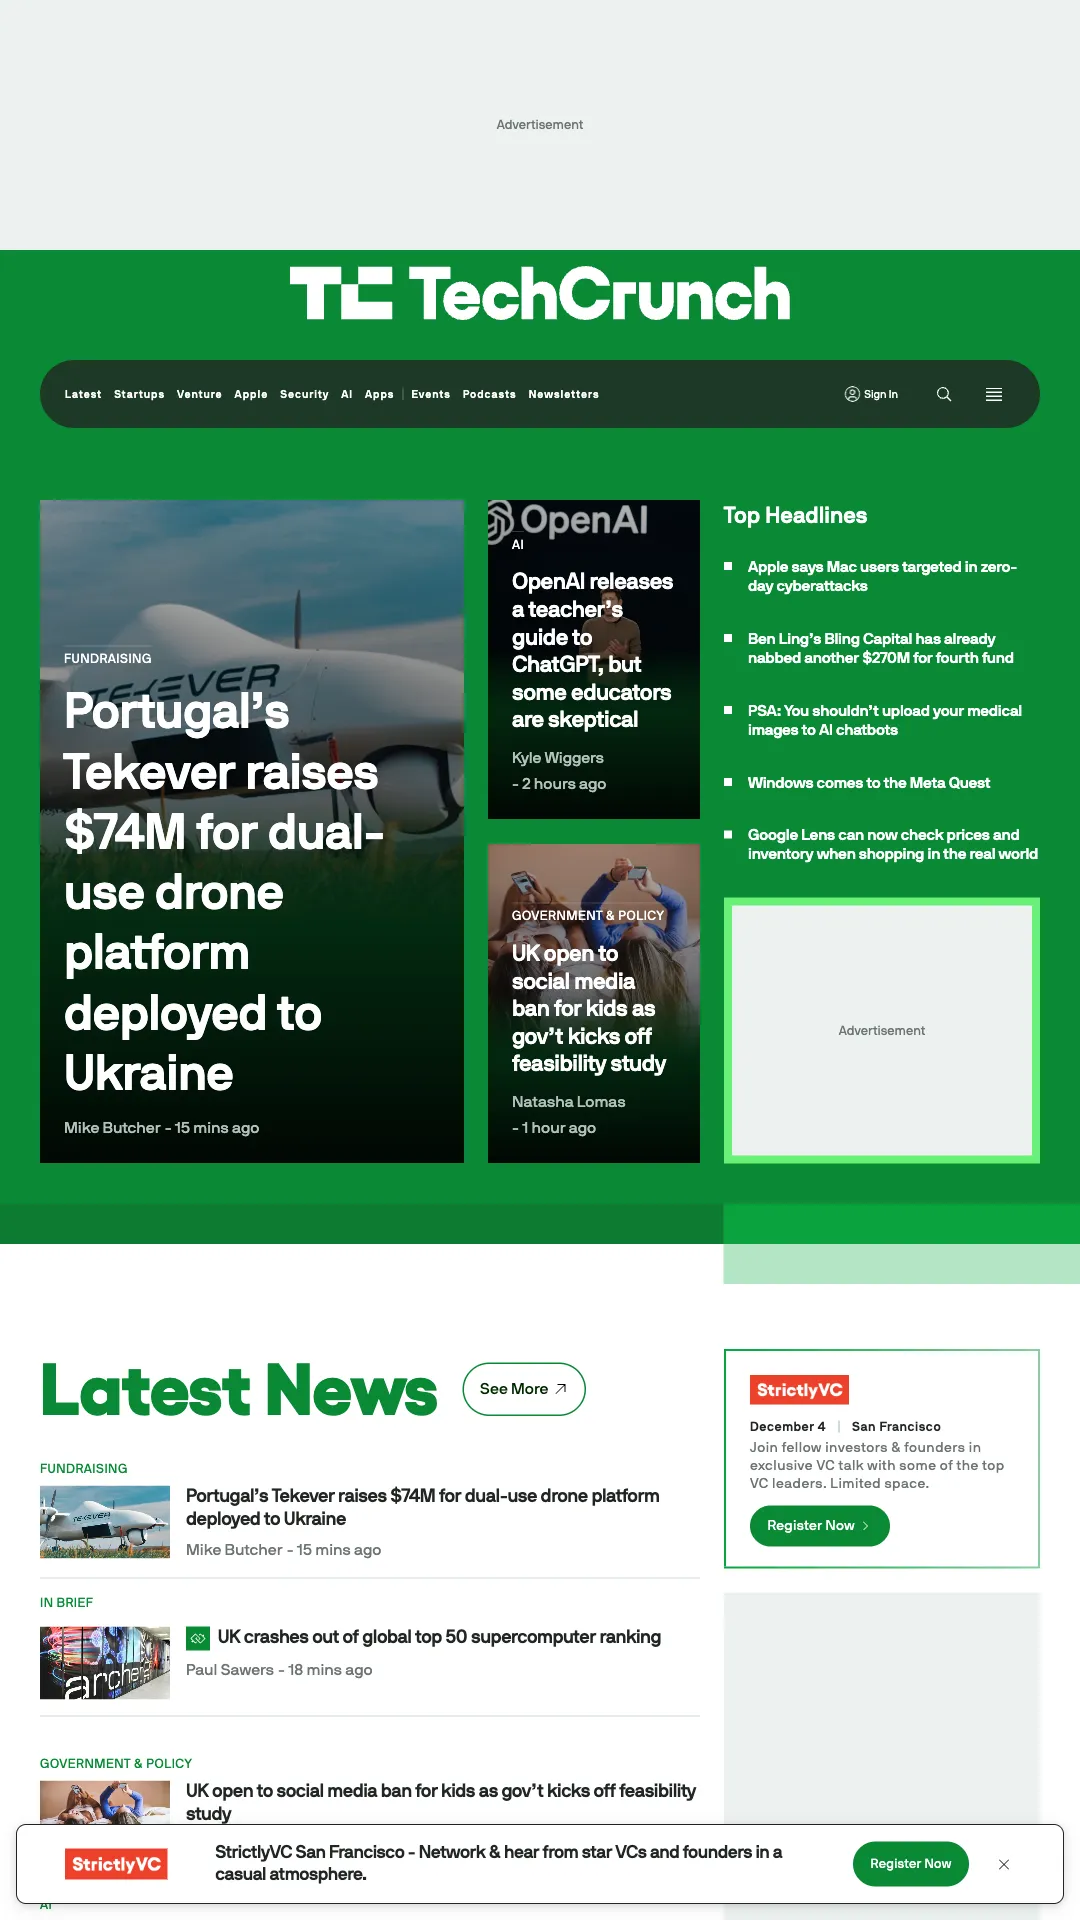 Advertisement
TechCrunch
Latest Startups Venture Apple Security AI Apps Events Podcasts Newsletters
Sign In
FUNDRAISING
TEKEVER
Portugal’s
Tekever raises
$74M for dual-
use drone
platform
deployed to
Ukraine
Mike Butcher - 15 mins ago
OpenAI
AI
OpenAI releases
a teacher’s
guide to
ChatGPT, but
some educators
are skeptical
Kyle Wiggers
- 2 hours ago
GOVERNMENT & POLICY
UK open to
social media
ban for kids as
gov’t kicks off
feasibility study
Natasha Lomas
- 1 hour ago
Top Headlines
Apple says Mac users targeted in zero-
day cyberattacks
Ben Ling’s Bling Capital has already
nabbed another $270M for fourth fund
PSA: You shouldn’t upload your medical
images to AI chatbots
Windows comes to the Meta Quest
Google Lens can now check prices and
inventory when shopping in the real world
Advertisement
Latest News
See More
FUNDRAISING
TEKEVER
Portugal’s Tekever raises $74M for dual-use drone platform
deployed to Ukraine
Mike Butcher - 15 mins ago
IN BRIEF
archer
UK crashes out of global top 50 supercomputer ranking
Paul Sawers - 18 mins ago
GOVERNMENT & POLICY
UK open to social media ban for kids as gov’t kicks off feasibility
study
StrictlyVC
December 4 | San Francisco
Join fellow investors & founders in
exclusive VC talk with some of the top
VC leaders. Limited space.
Register Now
StrictlyVC
StrictlyVC San Francisco - Network & hear from star VCs and founders in a
casual atmosphere.
Register Now
AI